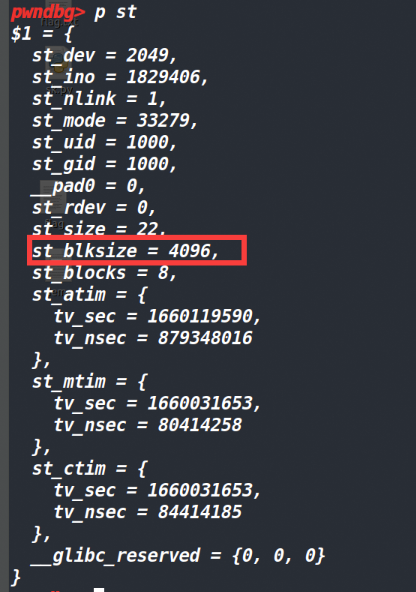 pwndbg> p st
$1 = {
st_dev = 2049,
st_ino = 1829406,
st_nlink = 1,
st_mode = 33279,
st_uid = 1000,
st_gid = 1000,
__pad0 = 0,
st_rdev = 0,
st_size = 22,
st_blksize = 4096,
st_blocks = 8,
st_atim = {
tv_sec = 1660119590,
tv_nsec = 879348016
},
st_mtim = {
tv_sec = 1660031653,
tv_nsec = 80414258
},
st_ctim = {
tv_sec = 1660031653,
tv_nsec = 84414185
},
__glibc_reserved = {0, 0, 0}
}